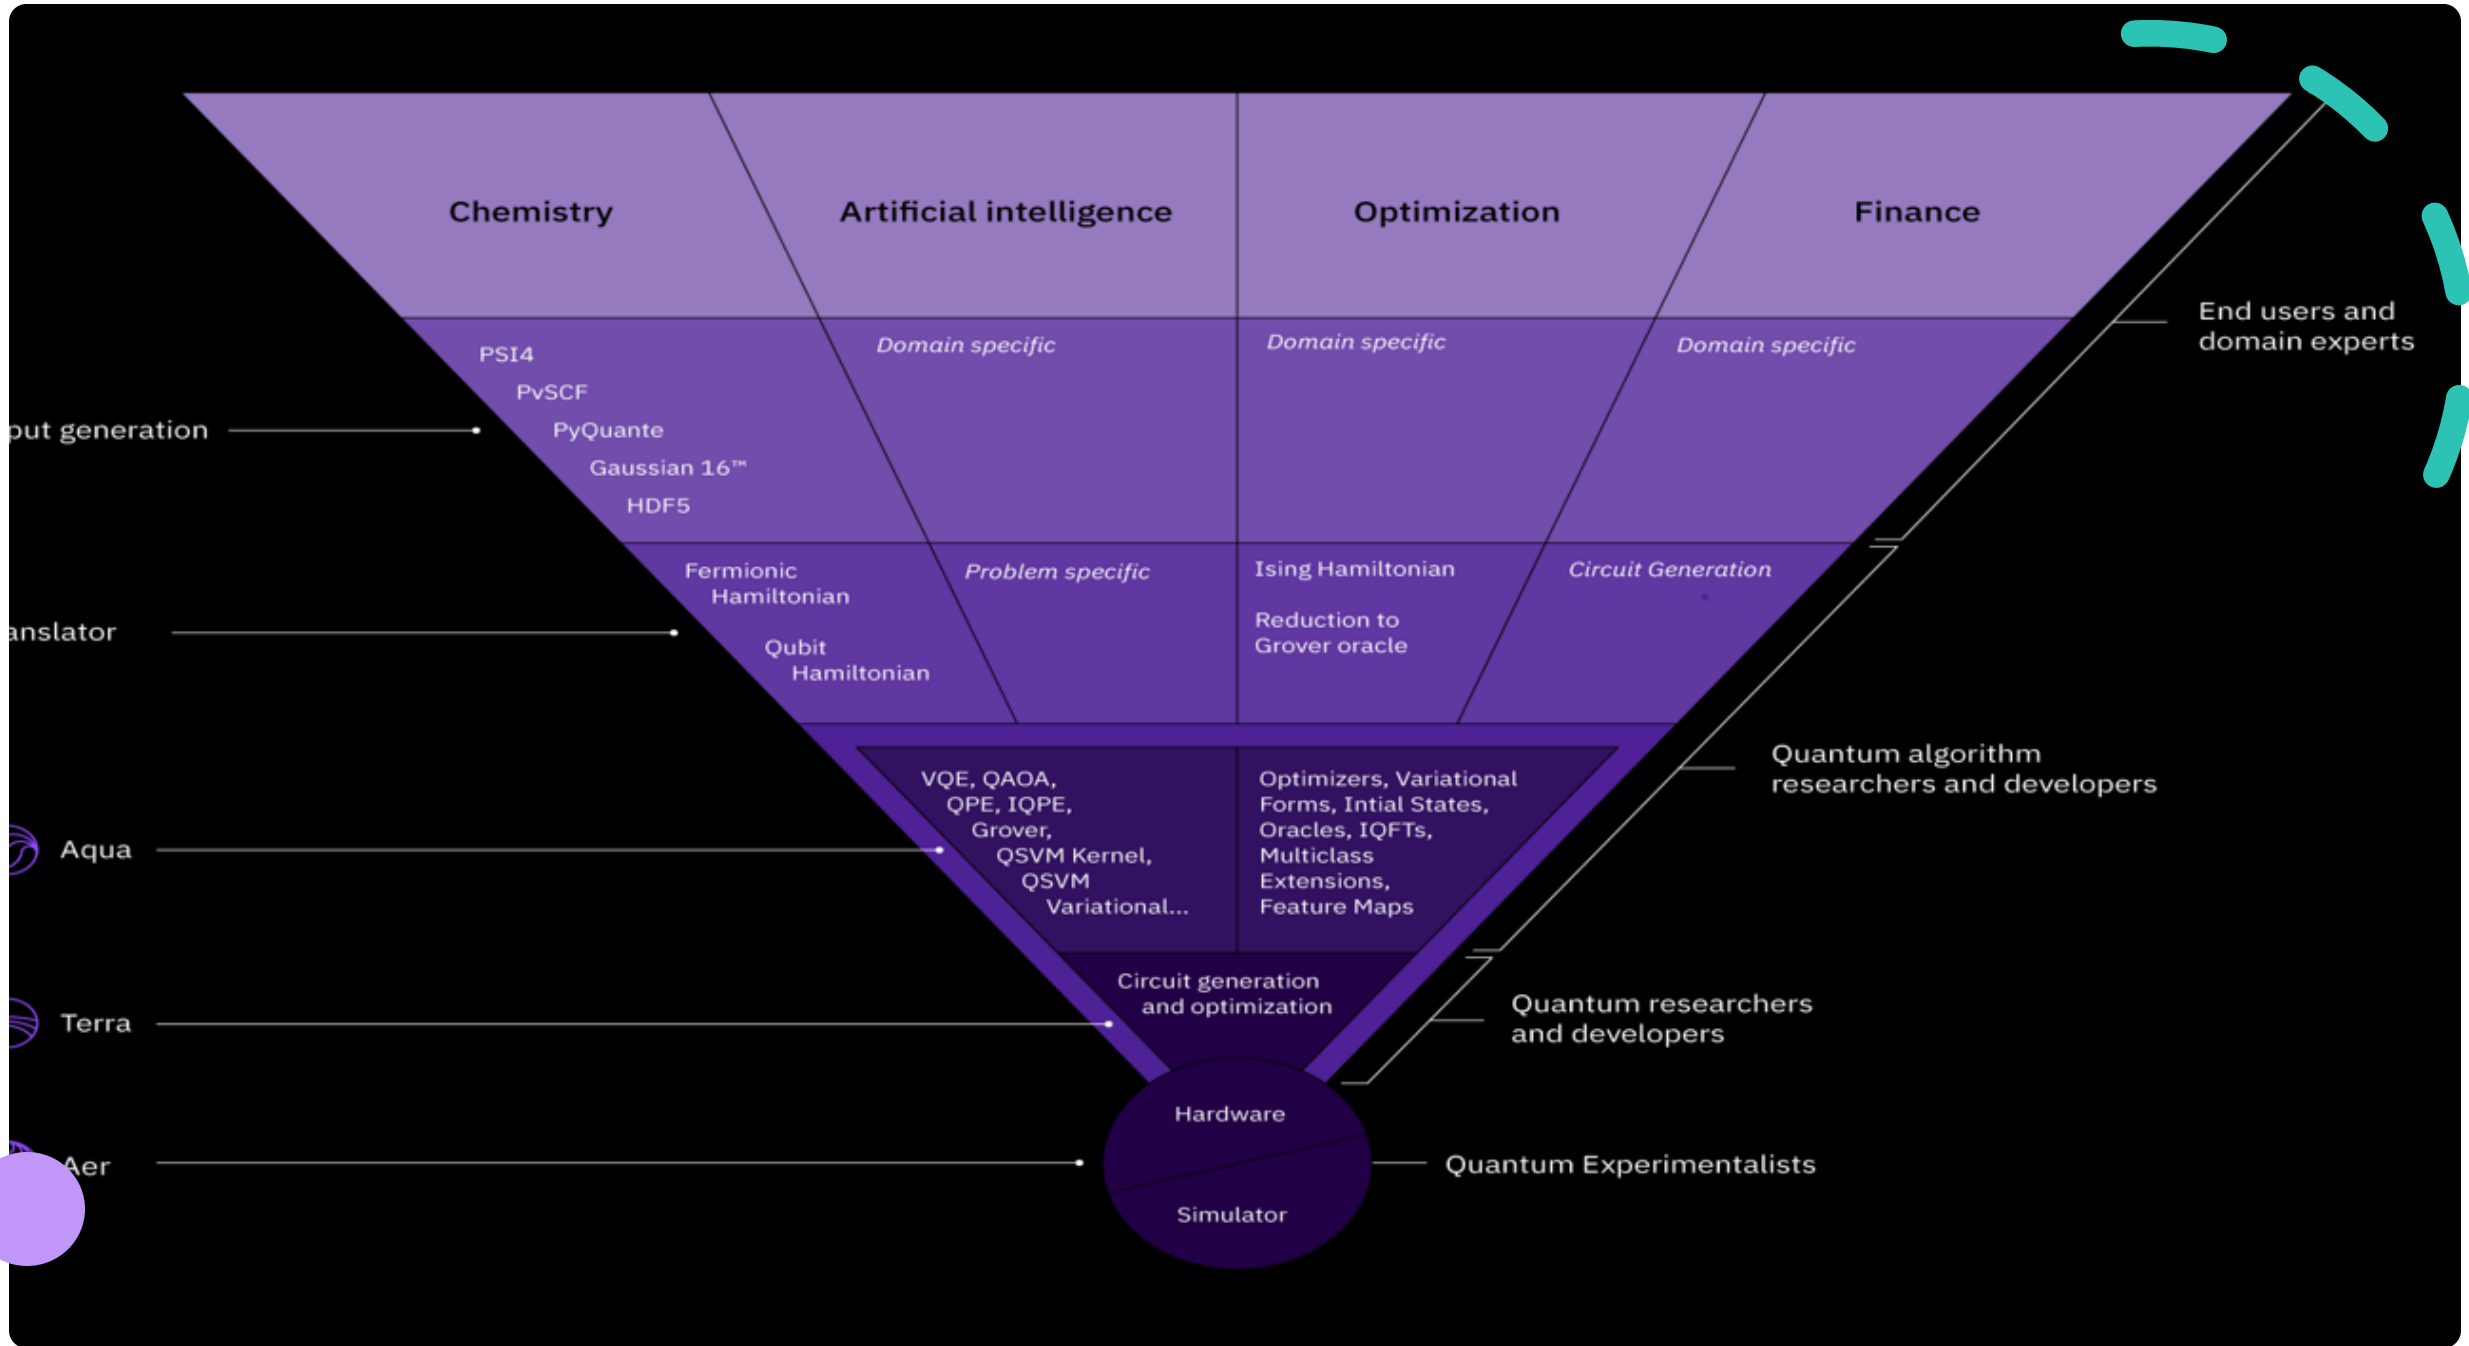 Chemistry
Artificial intelligence
Optimization
Finance
End users and
domain experts
PSI4
PvSCF
PyQuante
Gaussian 16™
HDF5
Domain specific
Domain specific
Domain specific
put generation
Fermionic
Hamiltonian
Qubit
Hamiltonian
Problem specific
Ising Hamiltonian
Reduction to
Grover oracle
Circuit Generation
anslator
Quantum algorithm
researchers and developers
VQE, QAOA,
QPE, IQPE,
Grover,
QSVM Kernel,
QSVM
Variational...
Optimizers, Variational
Forms, Intial States,
Oracles, IQFTs,
Multiclass
Extensions,
Feature Maps
Aqua
Circuit generation
and optimization
Terra
Quantum researchers
and developers
Hardware
Simulator
Aer
Quantum Experimentalists